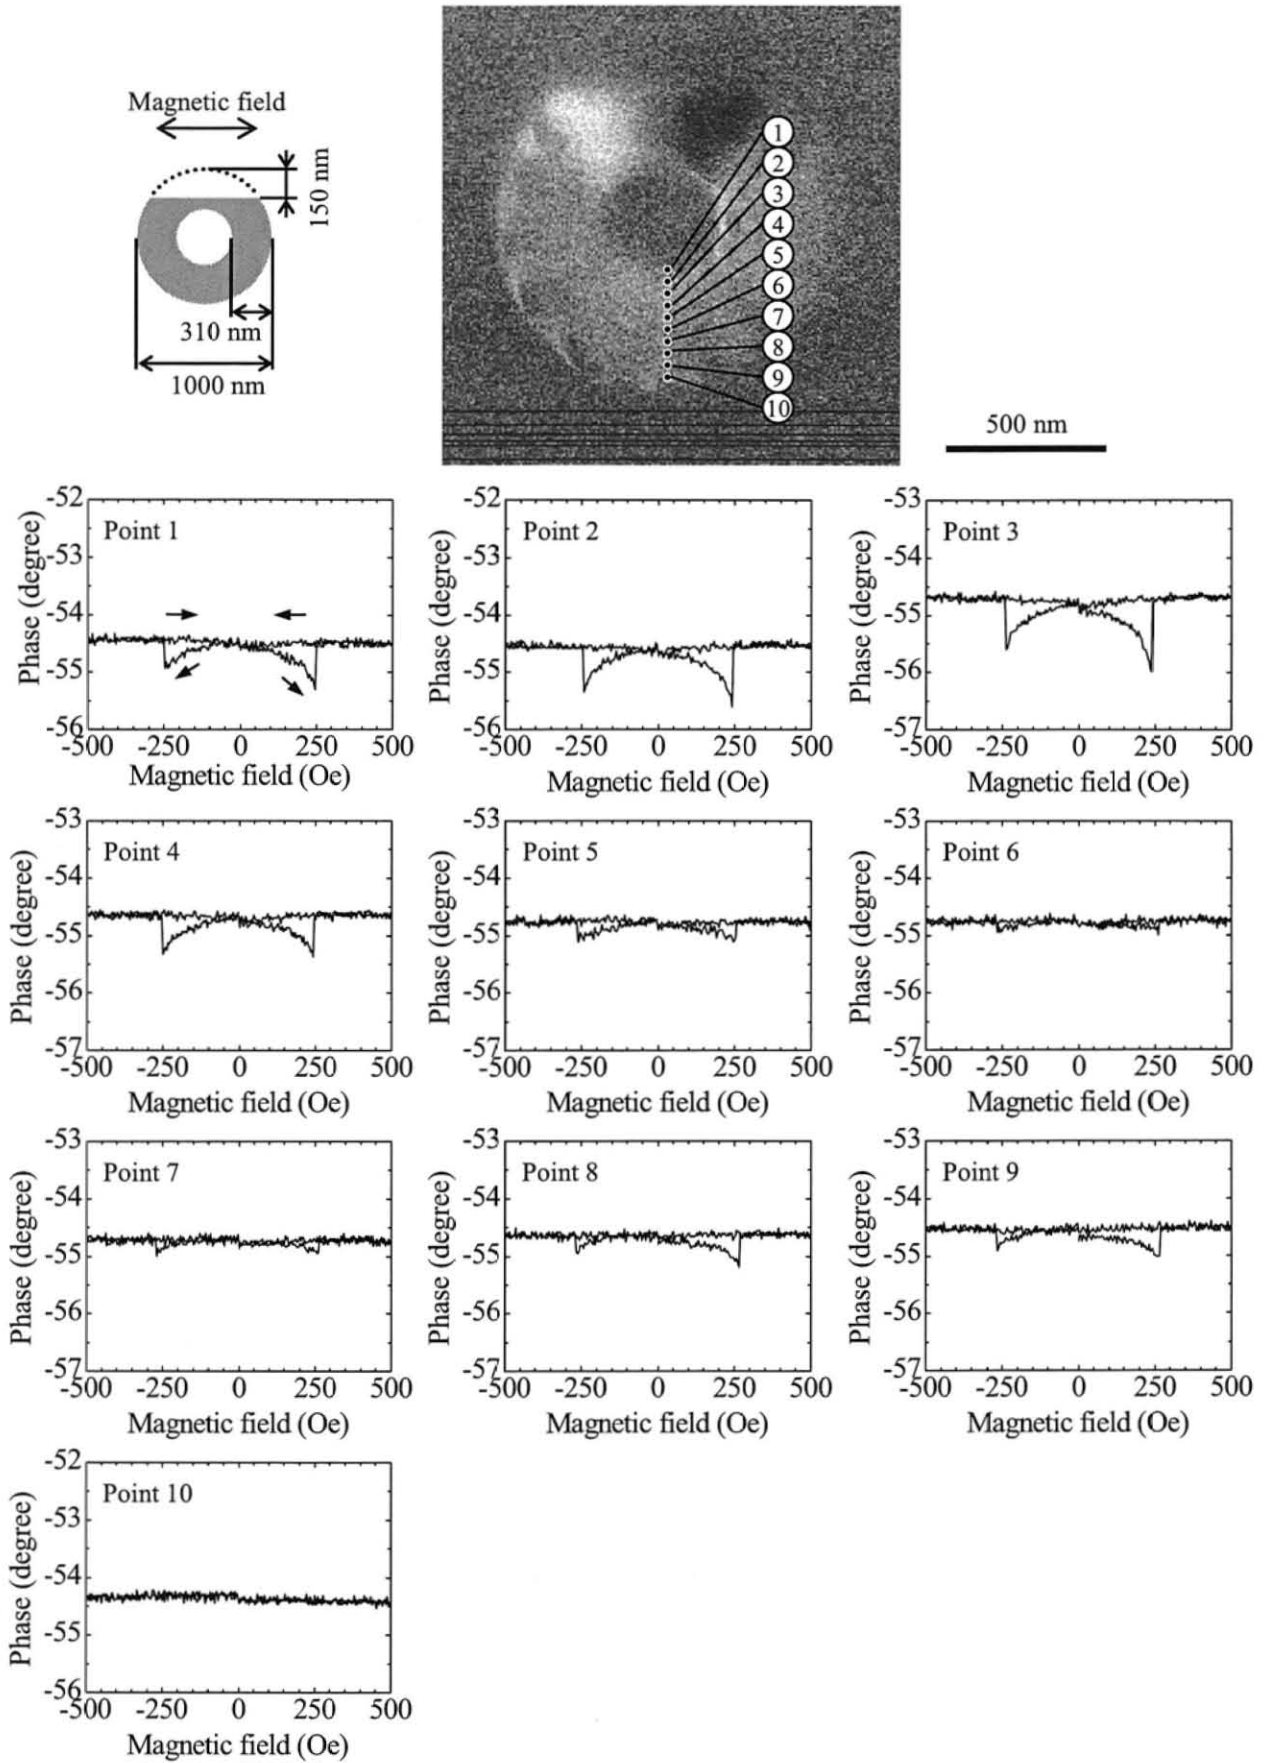 Magnetic field
150 nm
310 nm
1000 nm
1
2
3
4
5
6
7
8
9
10
500 nm
Point 1
Phase (degree)
-52
-53
-54
-55
-56
-500 -250 0 250 500
Magnetic field (Oe)
Point 2
Phase (degree)
-52
-53
-54
-55
-56
-500 -250 0 250 500
Magnetic field (Oe)
Point 3
Phase (degree)
-53
-54
-55
-56
-57
-500 -250 0 250 500
Magnetic field (Oe)
Point 4
Phase (degree)
-53
-54
-55
-56
-57
-500 -250 0 250 500
Magnetic field (Oe)
Point 5
Phase (degree)
-53
-54
-55
-56
-57
-500 -250 0 250 500
Magnetic field (Oe)
Point 6
Phase (degree)
-53
-54
-55
-56
-57
-500 -250 0 250 500
Magnetic field (Oe)
Point 7
Phase (degree)
-53
-54
-55
-56
-57
-500 -250 0 250 500
Magnetic field (Oe)
Point 8
Phase (degree)
-53
-54
-55
-56
-57
-500 -250 0 250 500
Magnetic field (Oe)
Point 9
Phase (degree)
-53
-54
-55
-56
-57
-500 -250 0 250 500
Magnetic field (Oe)
Point 10
Phase (degree)
-52
-53
-54
-55
-56
-500 -250 0 250 500
Magnetic field (Oe)